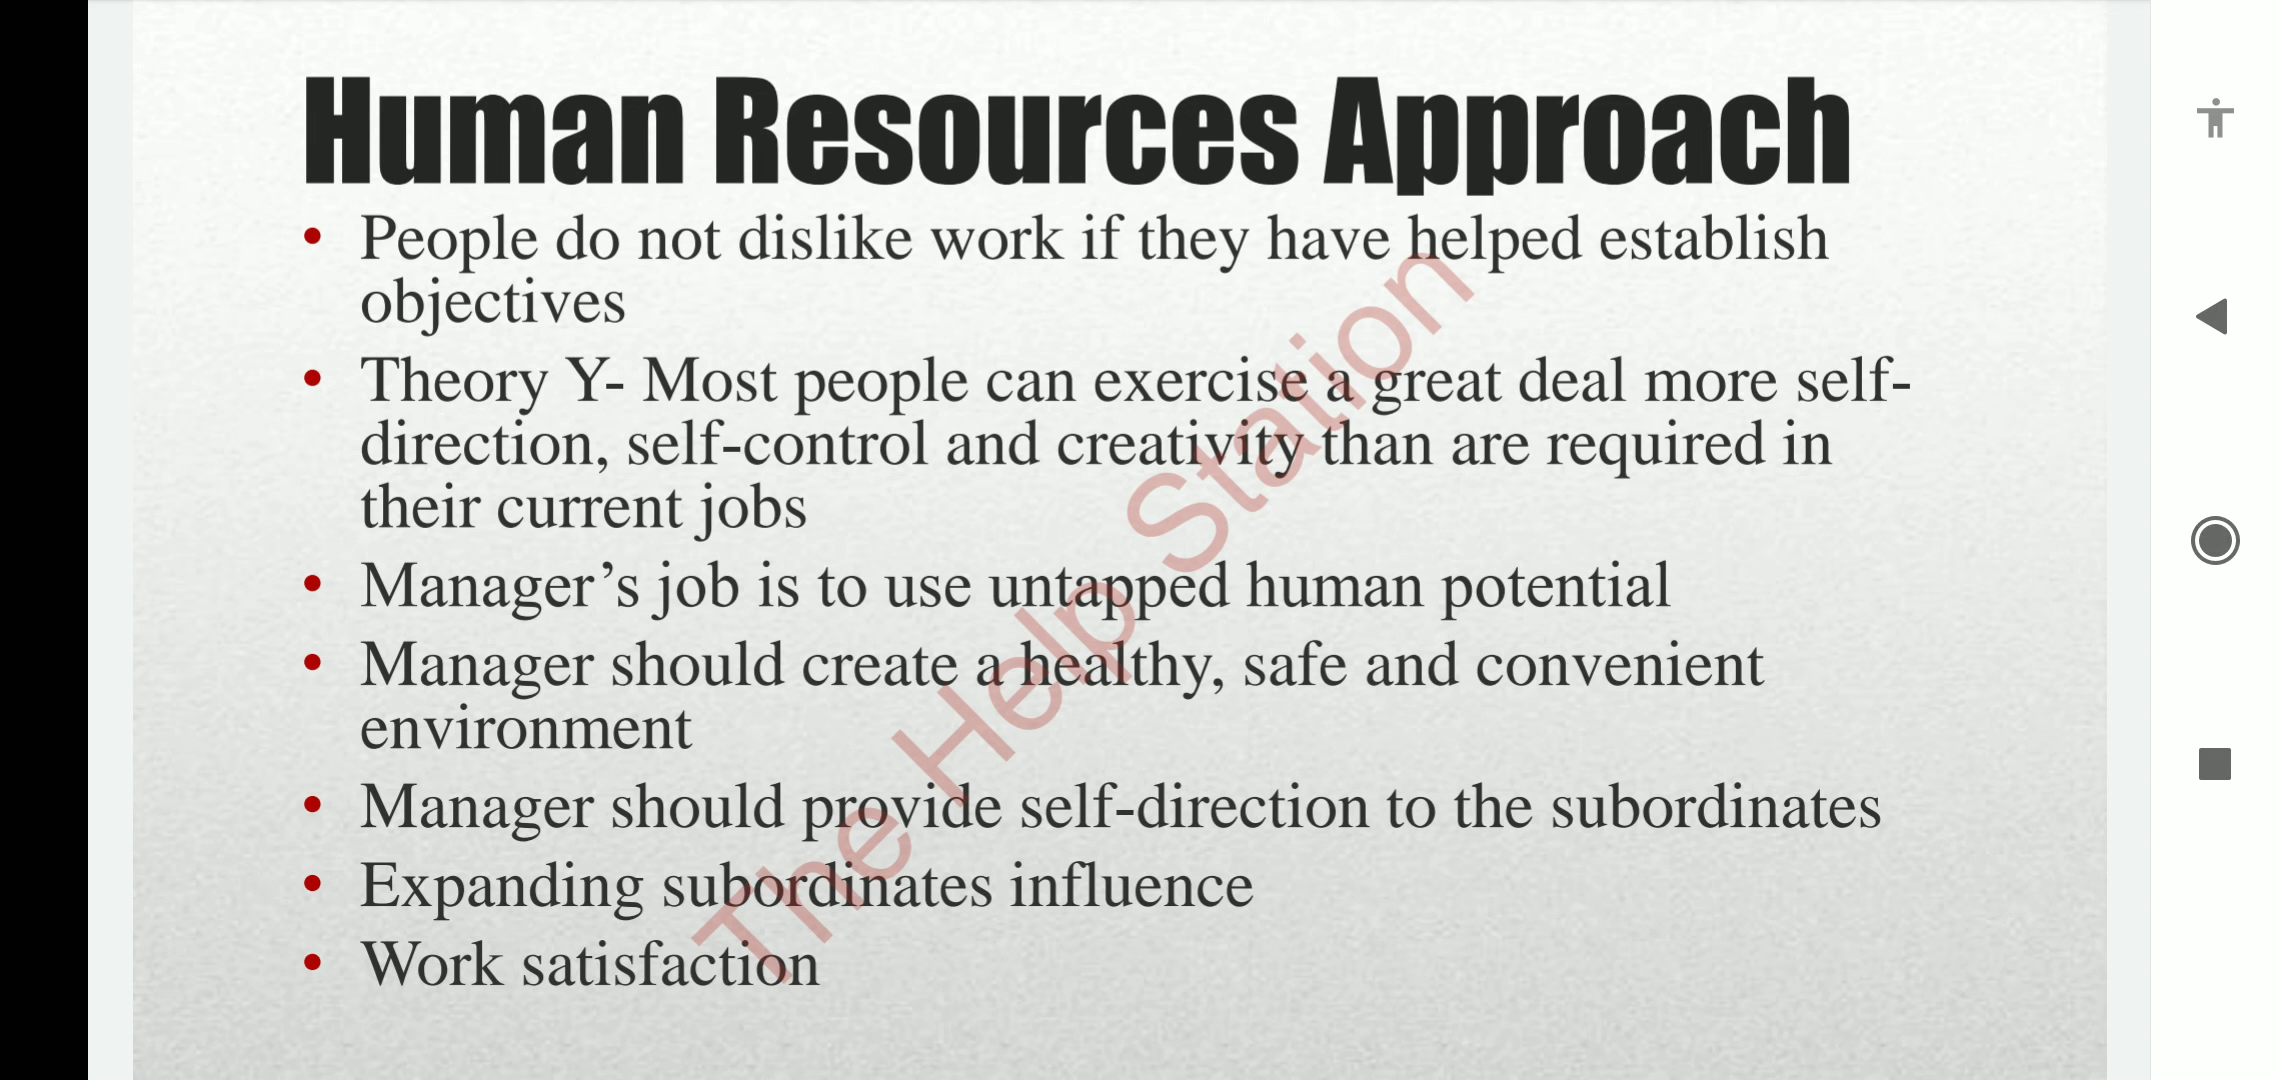 Human Resources Approach
• People do not dislike work if they have helped establish
objectives
• Theory Y- Most people can exercise a great deal more self-
direction, self-control and creativity than are required in
their current jobs
• Manager’s job is to use untapped human potential
• Manager should create a healthy, safe and convenient
environment
• Manager should provide self-direction to the subordinates
• Expanding subordinates influence
• Work satisfaction
The Help Station